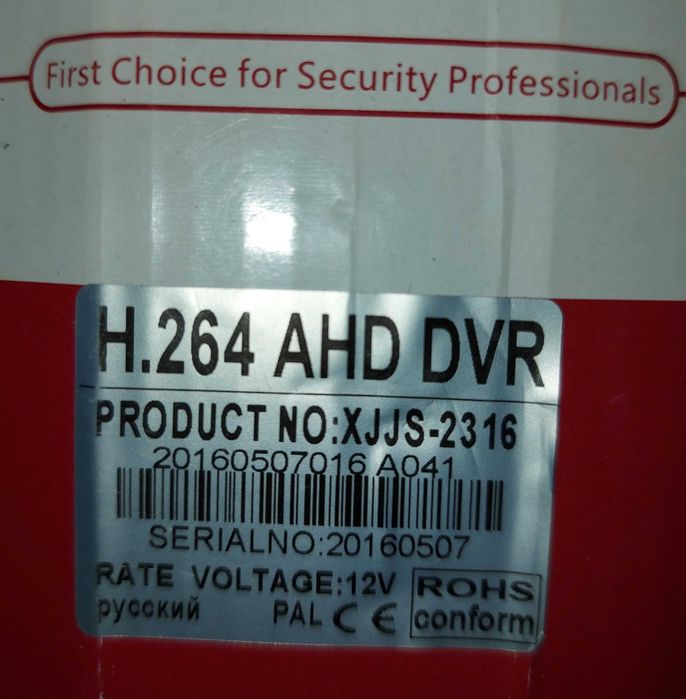 First Choice for Security Professionals
H.264 AHD DVR
PRODUCT NO:XJJS-2316
20160507016 A041
SERIALNO:20160507
RATE VOLTAGE:12V ROHS
русский PAL CE conform